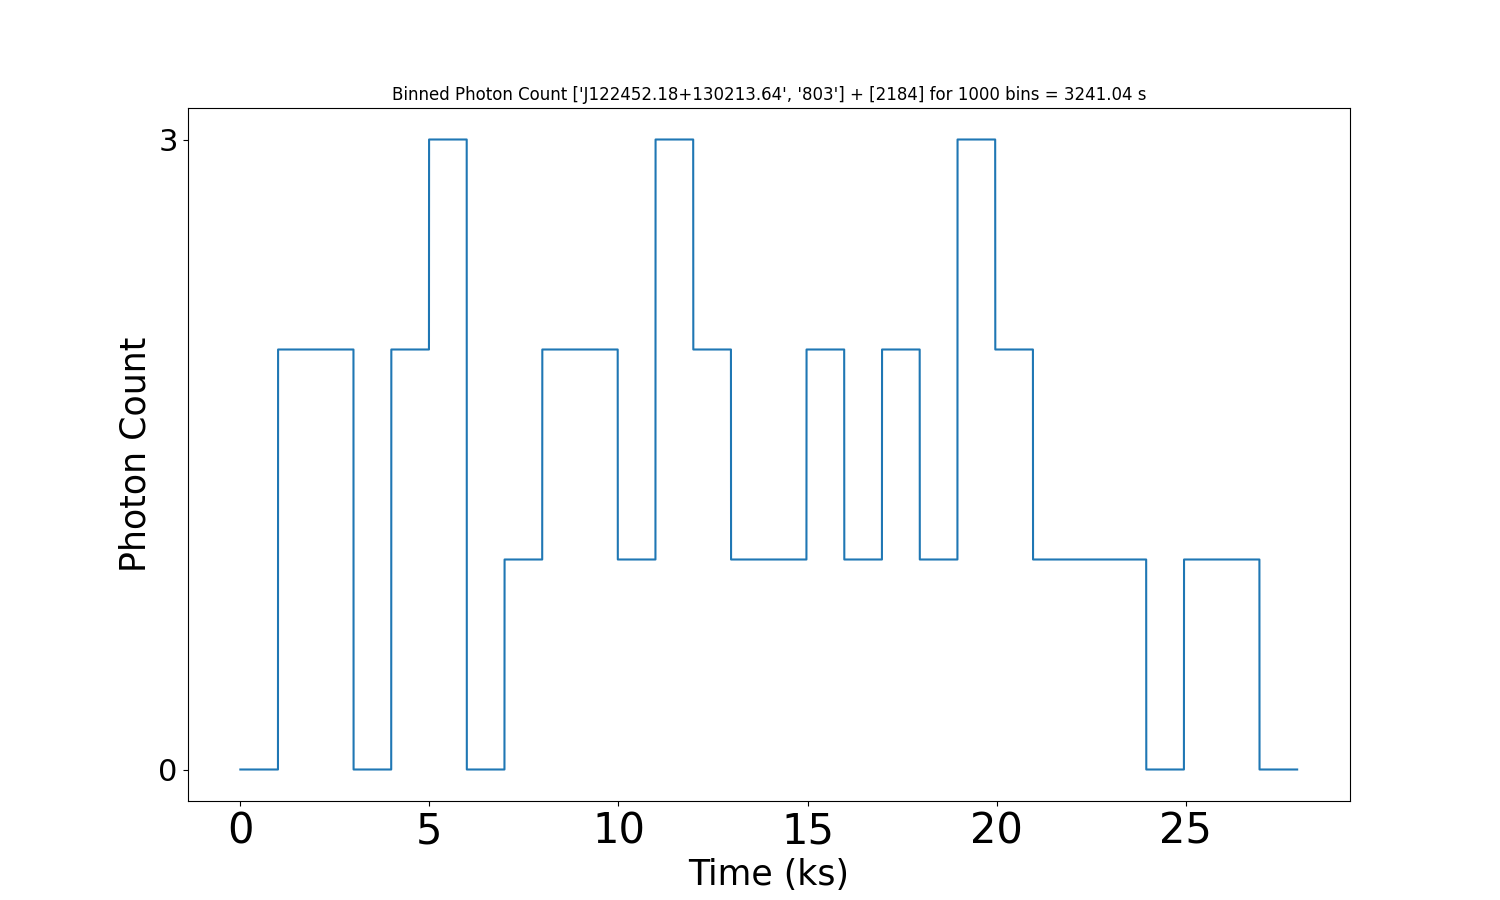 Binned Photon Count ['J122452.18+130213.64', '803'] + [2184] for 1000 bins = 3241.04 s
3
Photon Count
0
0 5 10 15 20 25
Time (ks)